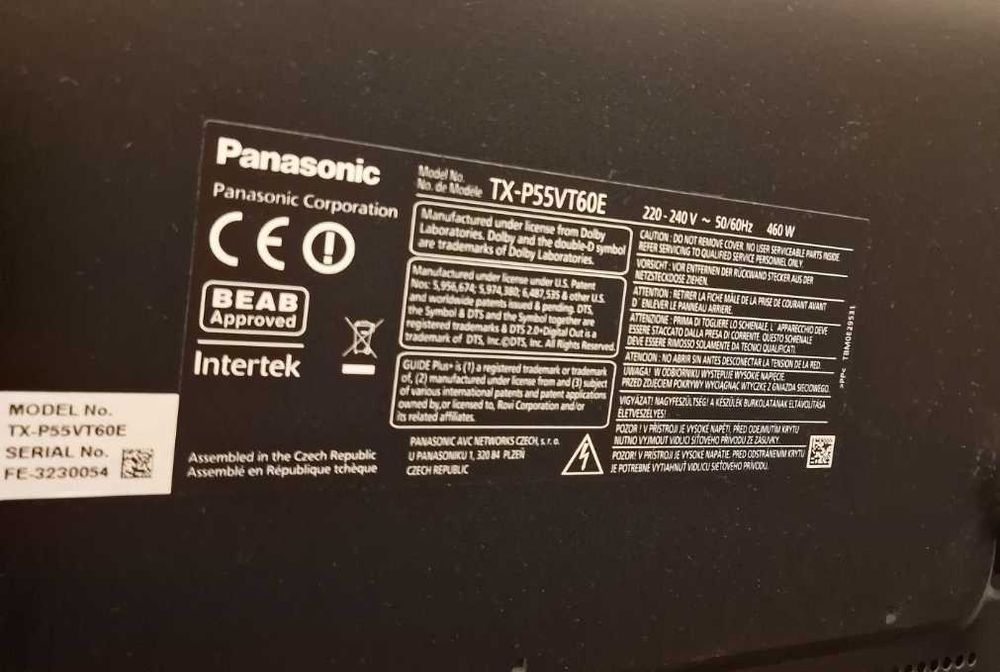 Panasonic
Panasonic Corporation
CE
BEAB
Approved
Intertek
Assembled in the Czech Republic
Assemblé en République tchèque
Model No.
No. de Modèle
TX-P55VT60E
220 - 240 V ~ 50/60Hz 460 W
Manufactured under license from Dolby
Laboratories. Dolby and the double-D symbol
are trademarks of Dolby Laboratories.
Manufactured under license under U.S. Patent
Nos: 5,956,674; 5,974,380; 6,487,535 & other U.S.
and worldwide patents issued & pending. DTS,
the Symbol & DTS and the Symbol together are
registered trademarks & DTS 2.0+Digital Out is a
trademark of DTS, Inc.©DTS, Inc. All Rights Reserved.
GUIDE Plus+ is (1) a registered trademark or trademark
of, (2) manufactured under license from and (3) subject
of various international patents and patent applications
owned by, or licensed to, Rovi Corporation and/or
its related affiliates.
PANASONIC AVC NETWORKS CZECH, s. r. o.
U PANASONIKU 1, 320 84 PLZEŇ
CZECH REPUBLIC
CAUTION : DO NOT REMOVE COVER. NO USER SERVICEABLE PARTS INSIDE.
REFER SERVICING TO QUALIFIED SERVICE PERSONNEL ONLY.
VORSICHT : VOR ENTFERNEN DER RÜCKWAND STECKER AUS DER
NETZSTECKDOSE ZIEHEN.
ATTENTION : RETIRER LA FICHE MÂLE DE LA PRISE DE COURANT AVANT
D' ENLEVER LE PANNEAU ARRIERE.
ATTENZIONE : PRIMA DI TOGLIERE LO SCHIENALE, L' APPARECCHIO DEVE
ESSERE STACCATO DALLA PRESA DI CORRENTE. QUESTO SCHIENALE
DEVE ESSERE RIMOSSO SOLAMENTE DA TECNICI QUALIFICATI.
ATENCION : NO ABRIR SIN ANTES DESCONECTAR LA TENSION DE LA RED.
UWAGA! W ODBIORNIKU WYSTĘPUJE WYSOKIE NAPIĘCIE.
PRZED ZDJĘCIEM POKRYWY WYCIĄGNĄĆ WTYCZKĘ Z GNIAZDA SIECIOWEGO.
VIGYÁZAT! NAGYFESZÜLTSÉG! A KÉSZÜLÉK BURKOLATÁNAK ELTÁVOLÍTÁSA
ÉLETVESZÉLYES!
POZOR ! V PŘÍSTROJI JE VYSOKÉ NAPĚTÍ. PŘED ODEJMUTÍM KRYTU
NUTNO VYJMOUT VIDLICI SÍŤOVÉHO PŘÍVODU ZE ZÁSUVKY.
POZOR! V PRÍSTROJI JE VYSOKÉ NAPÄTIE. PRED ODSTRÁNENÍM KRYTU
JE POTREBNÉ VYTIAHNUŤ VIDLICU SIEŤOVÉHO PRÍVODU.
>PP< TBM0E29531
MODEL No.
TX-P55VT60E
SERIAL No.
FE-3230054